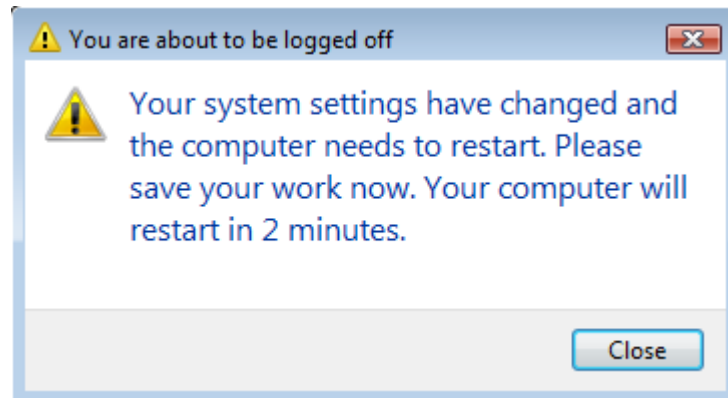 You are about to be logged off
Your system settings have changed and
the computer needs to restart. Please
save your work now. Your computer will
restart in 2 minutes.
Close